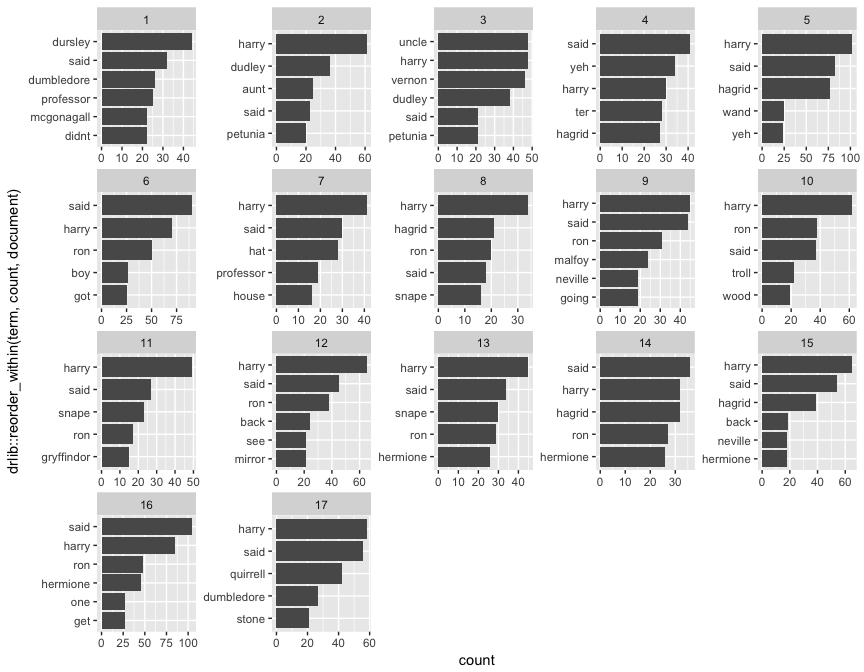 drlib::reorder_within(term, count, document)
1
dursley
said
dumbledore
professor
mcgonagall
didnt
0 10 20 30 40
2
harry
dudley
aunt
said
petunia
0 20 40 60
3
uncle
harry
vernon
dudley
said
petunia
0 10 20 30 40 50
4
said
yeh
harry
ter
hagrid
0 10 20 30 40
5
harry
said
hagrid
wand
yeh
0 25 50 75 100
6
said
harry
ron
boy
got
0 25 50 75
7
harry
said
hat
professor
house
0 10 20 30 40
8
harry
hagrid
ron
said
snape
0 10 20 30
9
harry
said
ron
malfoy
neville
going
0 10 20 30 40
10
harry
ron
said
troll
wood
0 20 40 60
11
harry
said
snape
ron
gryffindor
0 10 20 30 40 50
12
harry
said
ron
back
see
mirror
0 20 40 60
13
harry
said
snape
ron
hermione
0 10 20 30 40
14
said
harry
hagrid
ron
hermione
0 10 20 30
15
harry
said
hagrid
back
neville
hermione
0 20 40 60
16
said
harry
ron
hermione
one
get
0 25 50 75 100
17
harry
said
quirrell
dumbledore
stone
0 20 40 60
count